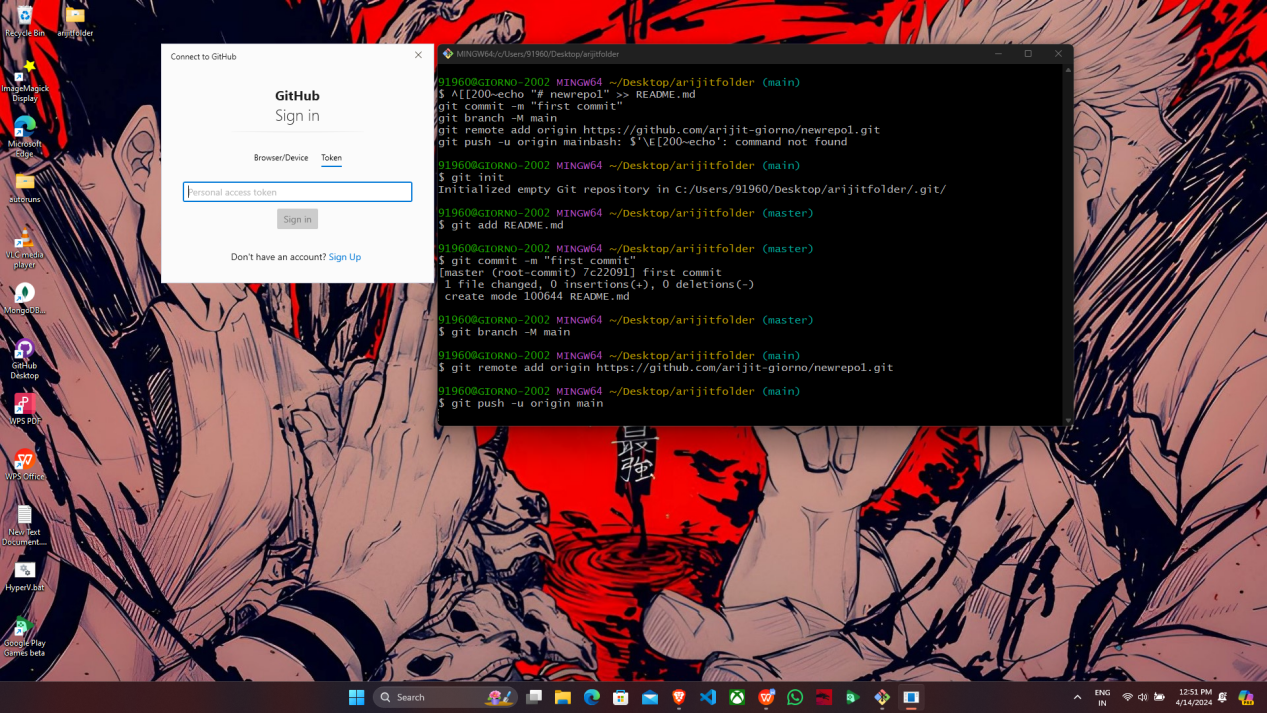 Recycle Bin
arijitfolder
ImageMagick
Display
Microsoft
Edge
autoruns
VLC media
player
MongoDB...
GitHub
Desktop
WPS PDF
WPS Office
New Text
Document....
HyperV.bat
Google Play
Games beta
Connect to GitHub
GitHub
Sign in
Browser/Device
Token
Personal access token
Sign in
Don't have an account? Sign Up
MINGW64:/c/Users/91960/Desktop/arijitfolder
91960@GIORNO-2002 MINGW64 ~/Desktop/arijitfolder (main)
$ ^[[200~echo "# newrepo1" >> README.md
git commit -m "first commit"
git branch -M main
git remote add origin https://github.com/arijit-giorno/newrepo1.git
git push -u origin mainbash: $'\E[200~echo': command not found
91960@GIORNO-2002 MINGW64 ~/Desktop/arijitfolder (main)
$ git init
Initialized empty Git repository in C:/Users/91960/Desktop/arijitfolder/.git/
91960@GIORNO-2002 MINGW64 ~/Desktop/arijitfolder (master)
$ git add README.md
91960@GIORNO-2002 MINGW64 ~/Desktop/arijitfolder (master)
$ git commit -m "first commit"
[master (root-commit) 7c22091] first commit
1 file changed, 0 insertions(+), 0 deletions(-)
create mode 100644 README.md
91960@GIORNO-2002 MINGW64 ~/Desktop/arijitfolder (master)
$ git branch -M main
91960@GIORNO-2002 MINGW64 ~/Desktop/arijitfolder (main)
$ git remote add origin https://github.com/arijit-giorno/newrepo1.git
91960@GIORNO-2002 MINGW64 ~/Desktop/arijitfolder (main)
$ git push -u origin main
最
強
Search
ENG
IN
12:51 PM
4/14/2024